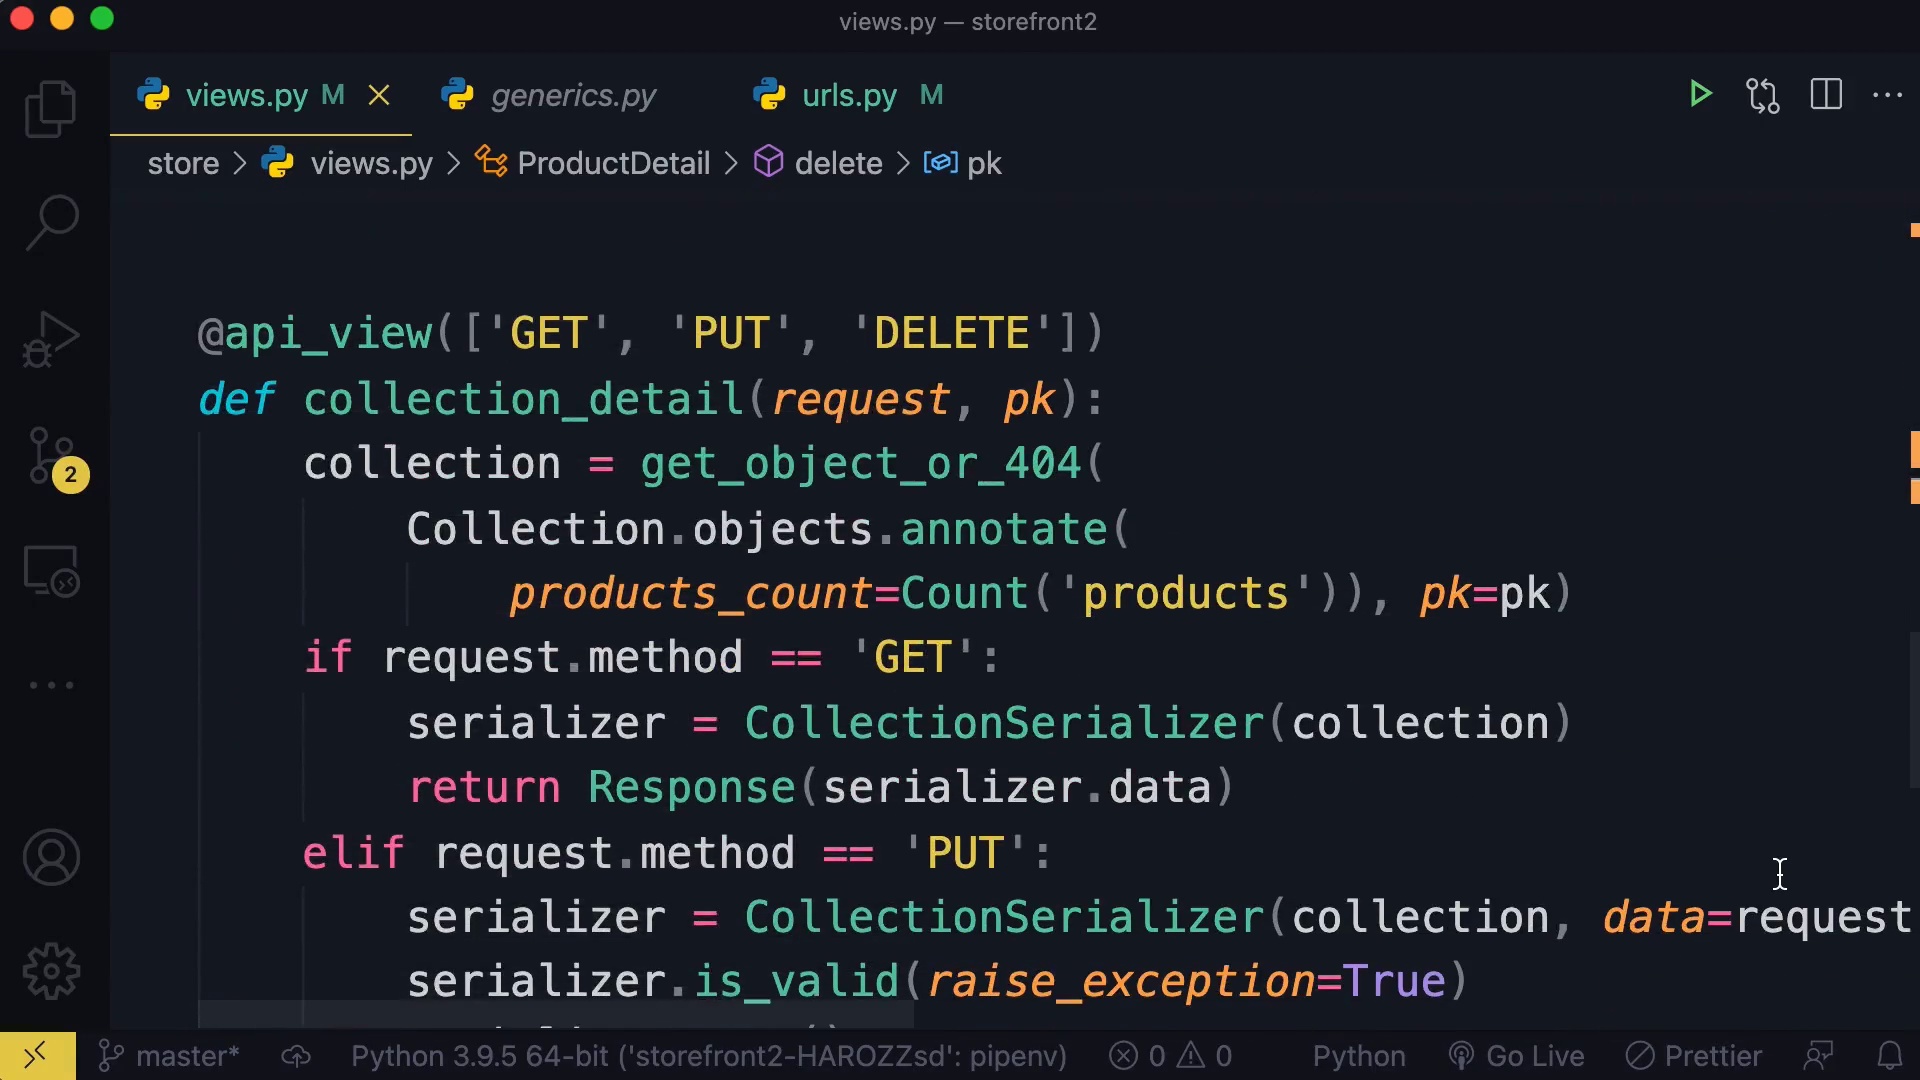 views.py — storefront2
views.py M generics.py urls.py M
store > views.py > ProductDetail > delete > pk
@api_view(['GET', 'PUT', 'DELETE'])
def collection_detail(request, pk):
collection = get_object_or_404(
Collection.objects.annotate(
products_count=Count('products')), pk=pk)
if request.method == 'GET':
serializer = CollectionSerializer(collection)
return Response(serializer.data)
elif request.method == 'PUT':
serializer = CollectionSerializer(collection, data=request
serializer.is_valid(raise_exception=True)
2
master* Python 3.9.5 64-bit ('storefront2-HAROZZsd': pipenv) 0 0 Python Go Live Prettier